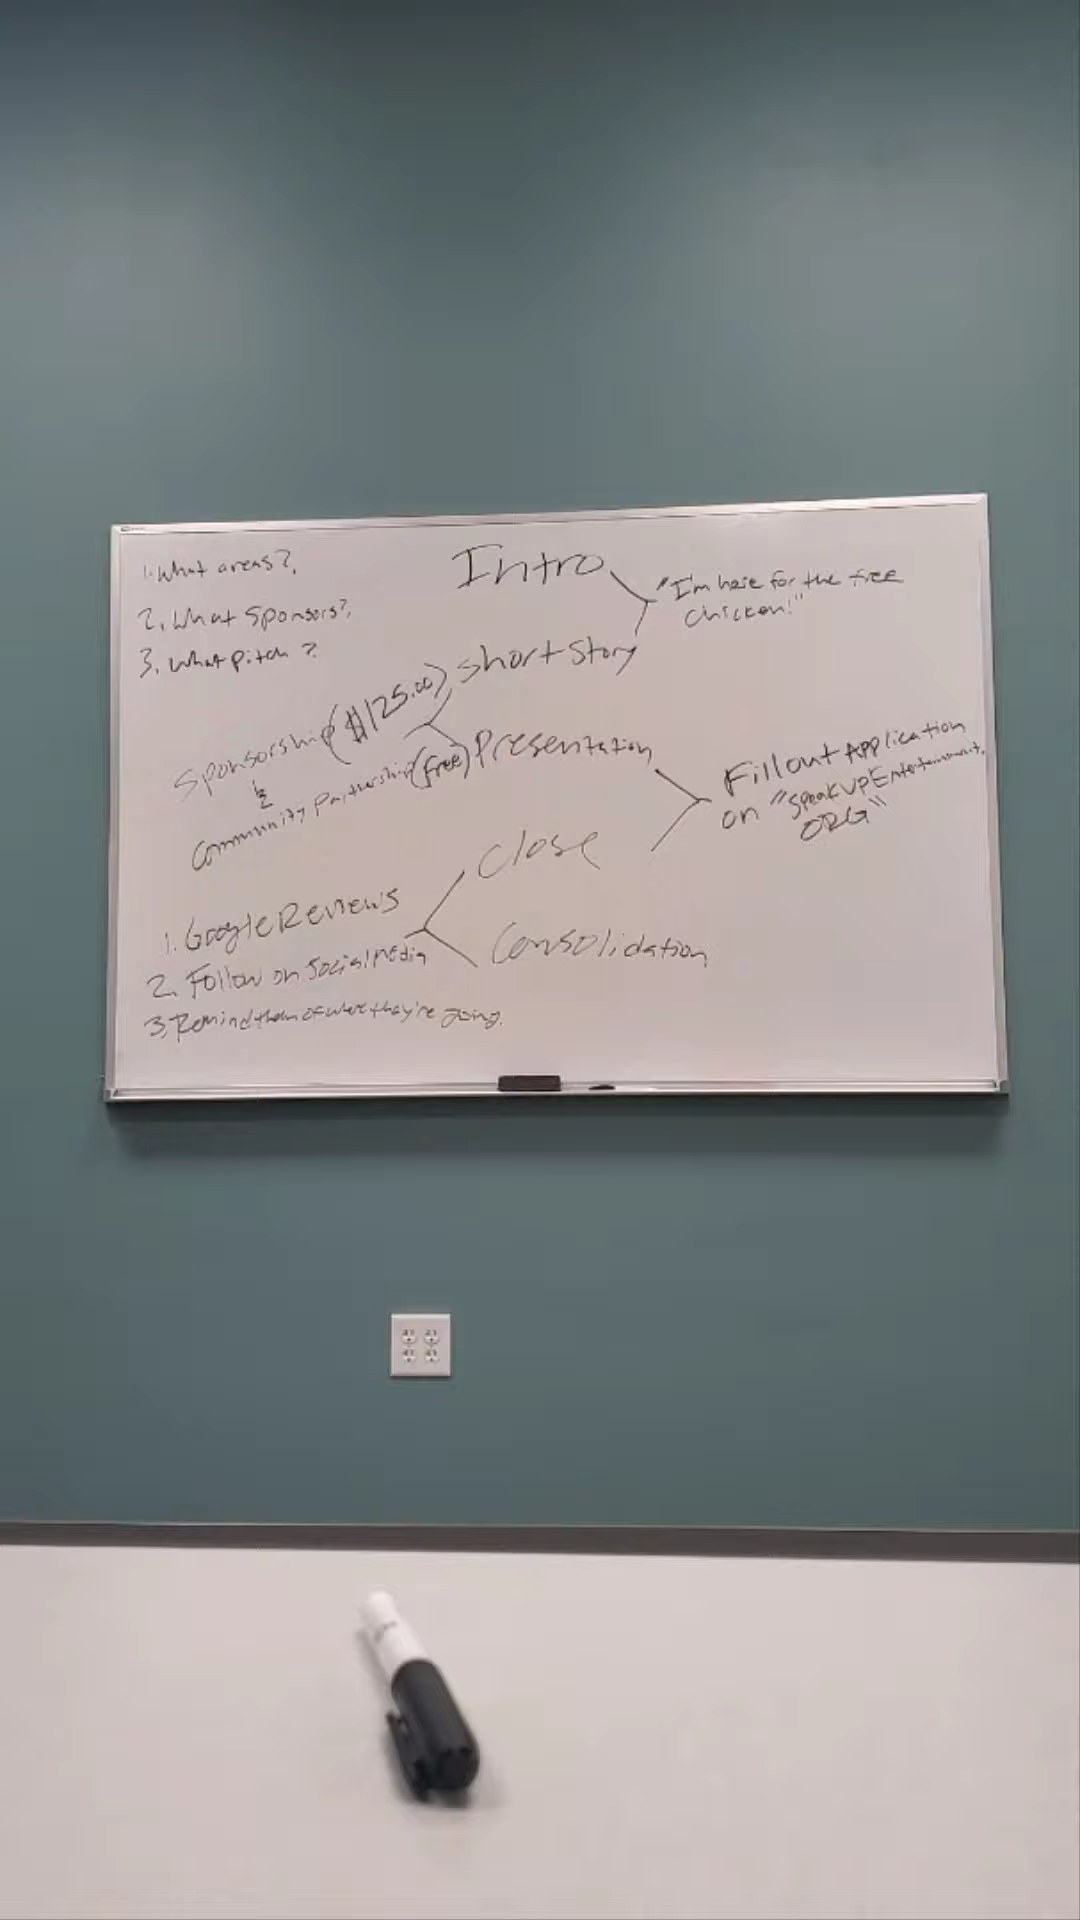 1. What areas?,
2. What Sponsors?,
3. What Pitch ?
Intro
"I'm here for the free
chicken!"
Short Story
Sponsorship ($125.00)
&
Community Partnership (free)
Presentation
Fillout Application
on "SpeakUPEntertainment.
ORG"
Close
1. Google Reviews
2. Follow on Social Media
3. Remind them of where they're going.
Consolidation